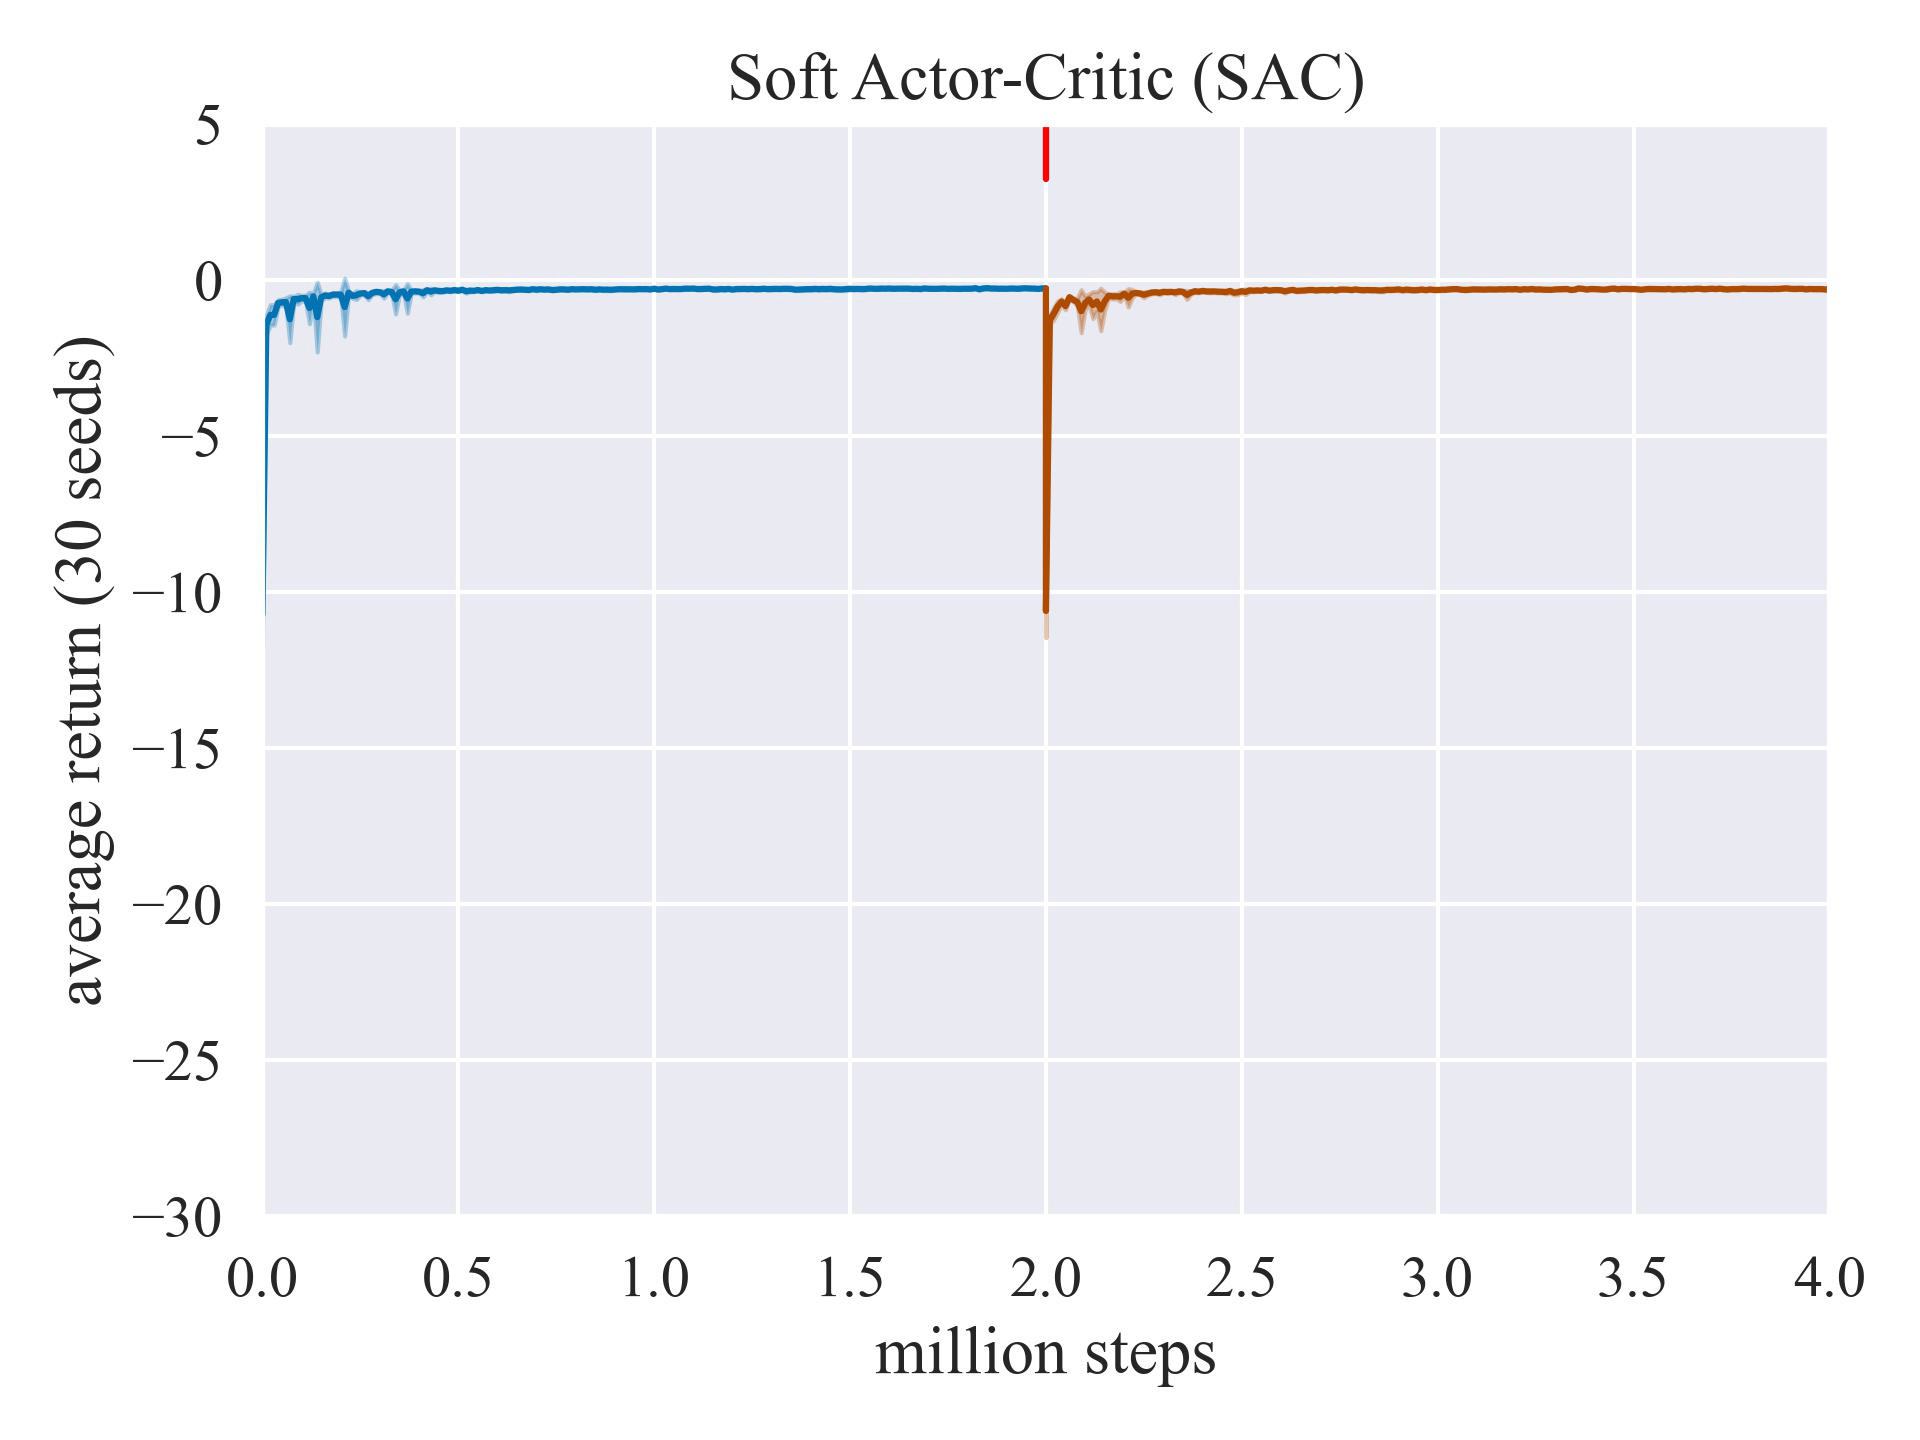 Soft Actor-Critic (SAC)
5
0
−5
−10
−15
−20
−25
−30
average return (30 seeds)
0.0 0.5 1.0 1.5 2.0 2.5 3.0 3.5 4.0
million steps